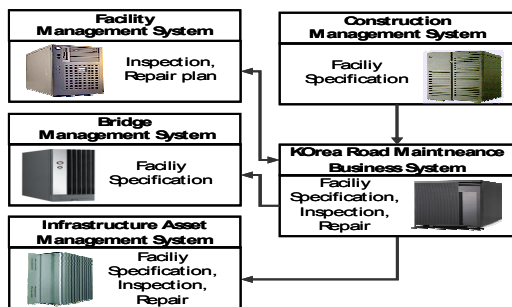 Facility
Management System
Inspection,
Repair plan
Construction
Management System
Faciliy
Specification
Bridge
Management System
Faciliy
Specification
KOrea Road Maintneance
Business System
Faciliy
Specification,
Inspection,
Repair
Infrastructure Asset
Management System
Faciliy
Specification,
Inspection,
Repair